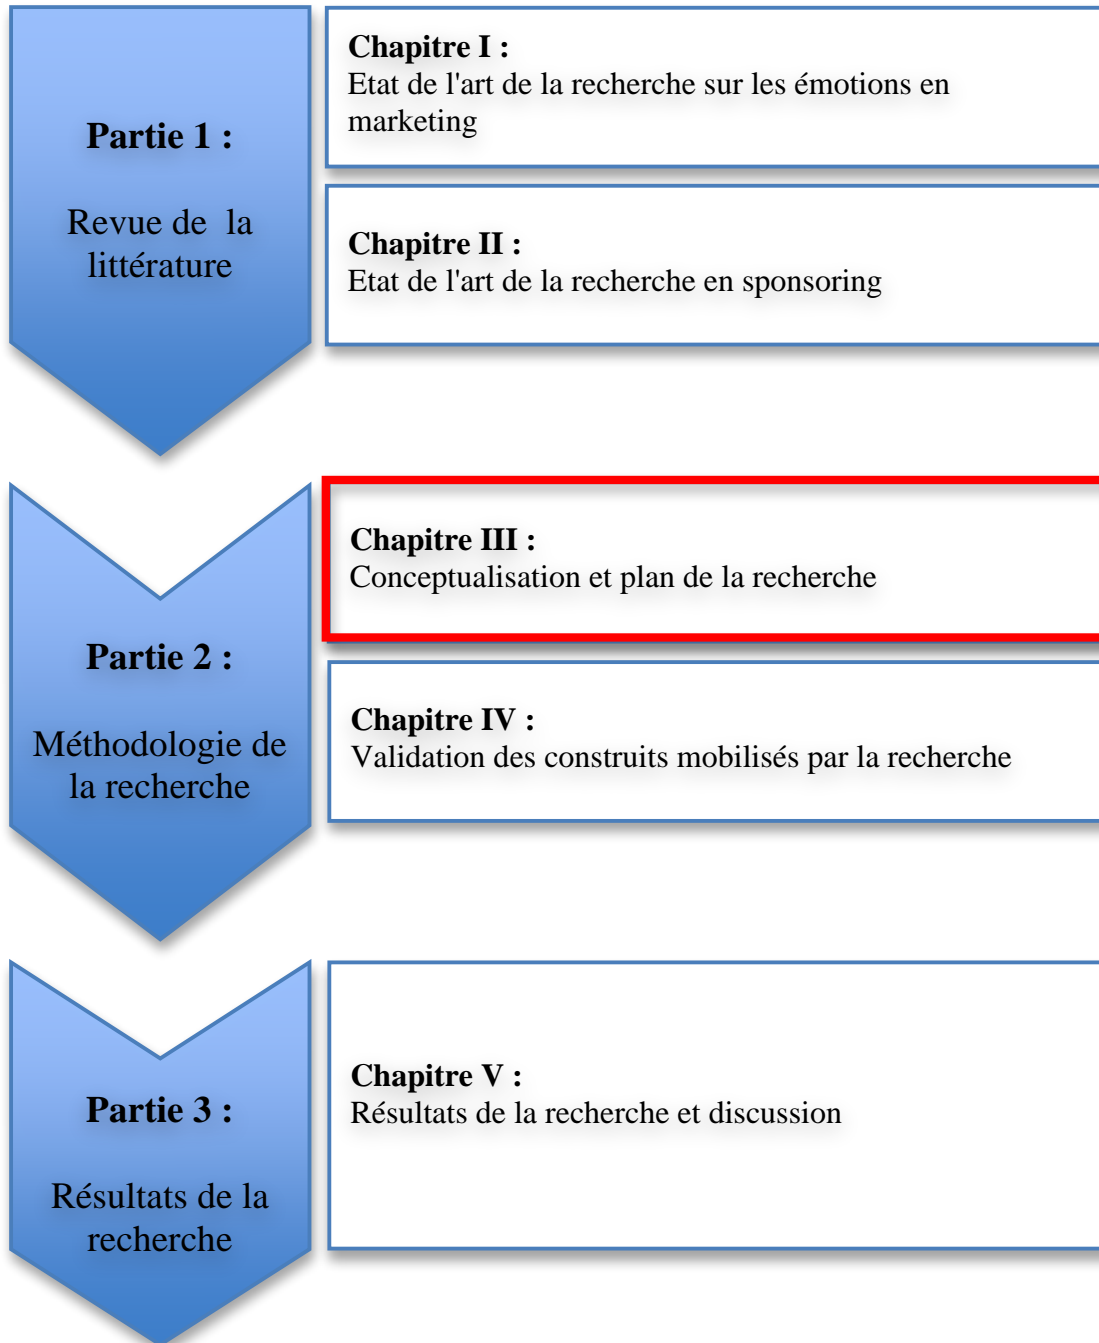 Partie 1 :
Revue de la
littérature
Chapitre I :
Etat de l'art de la recherche sur les émotions en
marketing
Chapitre II :
Etat de l'art de la recherche en sponsoring
Partie 2 :
Méthodologie de
la recherche
Chapitre III :
Conceptualisation et plan de la recherche
Chapitre IV :
Validation des construits mobilisés par la recherche
Partie 3 :
Résultats de la
recherche
Chapitre V :
Résultats de la recherche et discussion